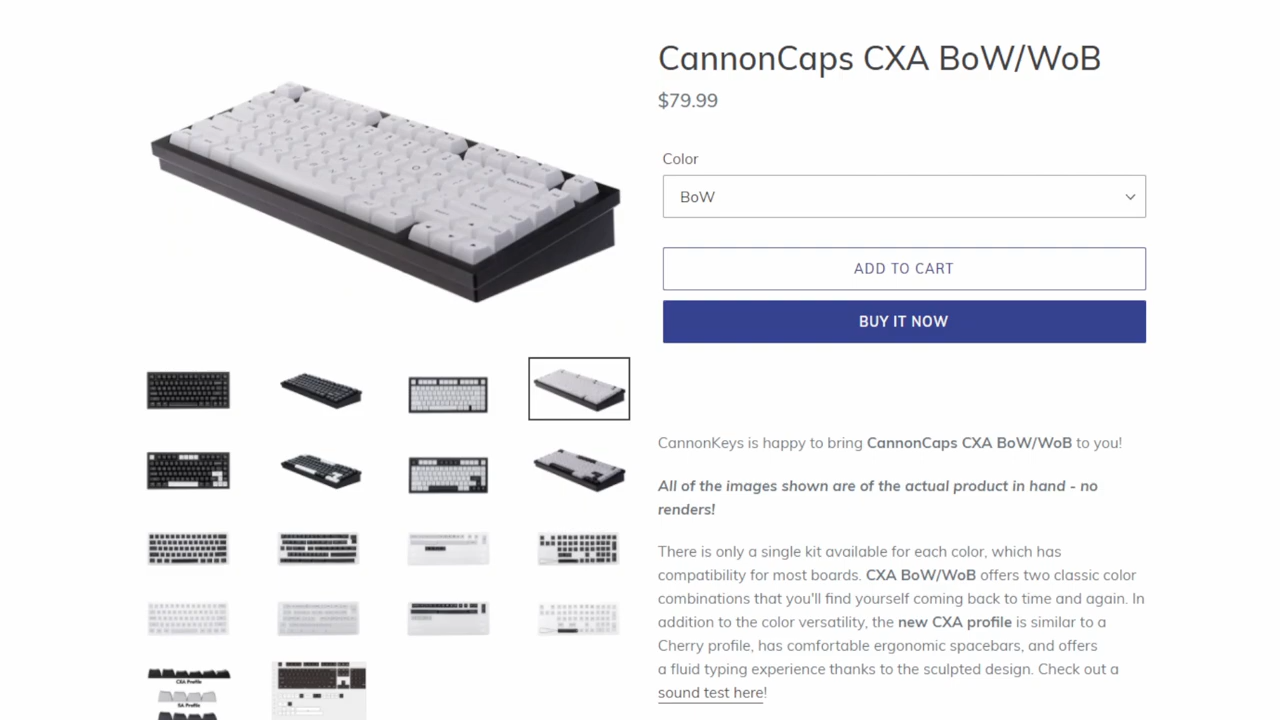 CannonCaps CXA BoW/WoB
$79.99
Color
BoW
ADD TO CART
BUY IT NOW
CannonKeys is happy to bring CannonCaps CXA BoW/WoB to you!
All of the images shown are of the actual product in hand - no
renders!
There is only a single kit available for each color, which has
compatibility for most boards. CXA BoW/WoB offers two classic color
combinations that you'll find yourself coming back to time and again. In
addition to the color versatility, the new CXA profile is similar to a
Cherry profile, has comfortable ergonomic spacebars, and offers
a fluid typing experience thanks to the sculpted design. Check out a
sound test here!
CXA Profile
SA Profile